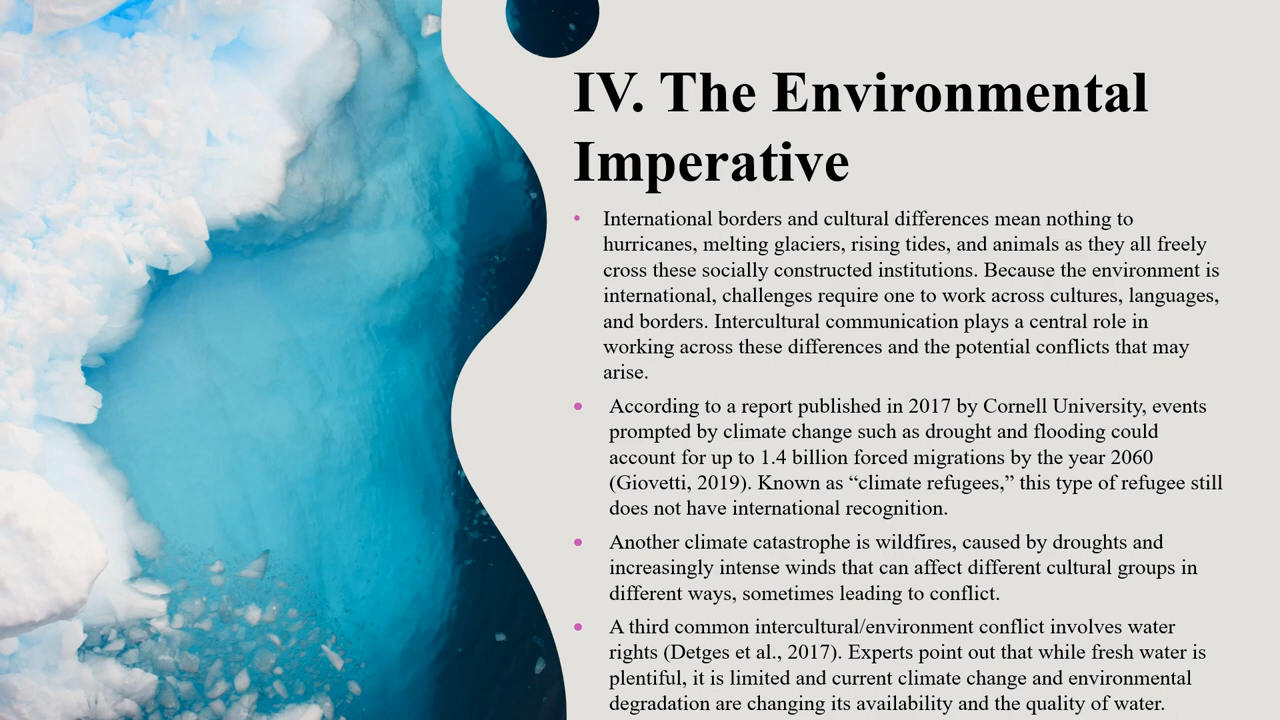 IV. The Environmental
Imperative
• International borders and cultural differences mean nothing to
hurricanes, melting glaciers, rising tides, and animals as they all freely
cross these socially constructed institutions. Because the environment is
international, challenges require one to work across cultures, languages,
and borders. Intercultural communication plays a central role in
working across these differences and the potential conflicts that may
arise.
• According to a report published in 2017 by Cornell University, events
prompted by climate change such as drought and flooding could
account for up to 1.4 billion forced migrations by the year 2060
(Giovetti, 2019). Known as “climate refugees,” this type of refugee still
does not have international recognition.
• Another climate catastrophe is wildfires, caused by droughts and
increasingly intense winds that can affect different cultural groups in
different ways, sometimes leading to conflict.
• A third common intercultural/environment conflict involves water
rights (Detges et al., 2017). Experts point out that while fresh water is
plentiful, it is limited and current climate change and environmental
degradation are changing its availability and the quality of water.